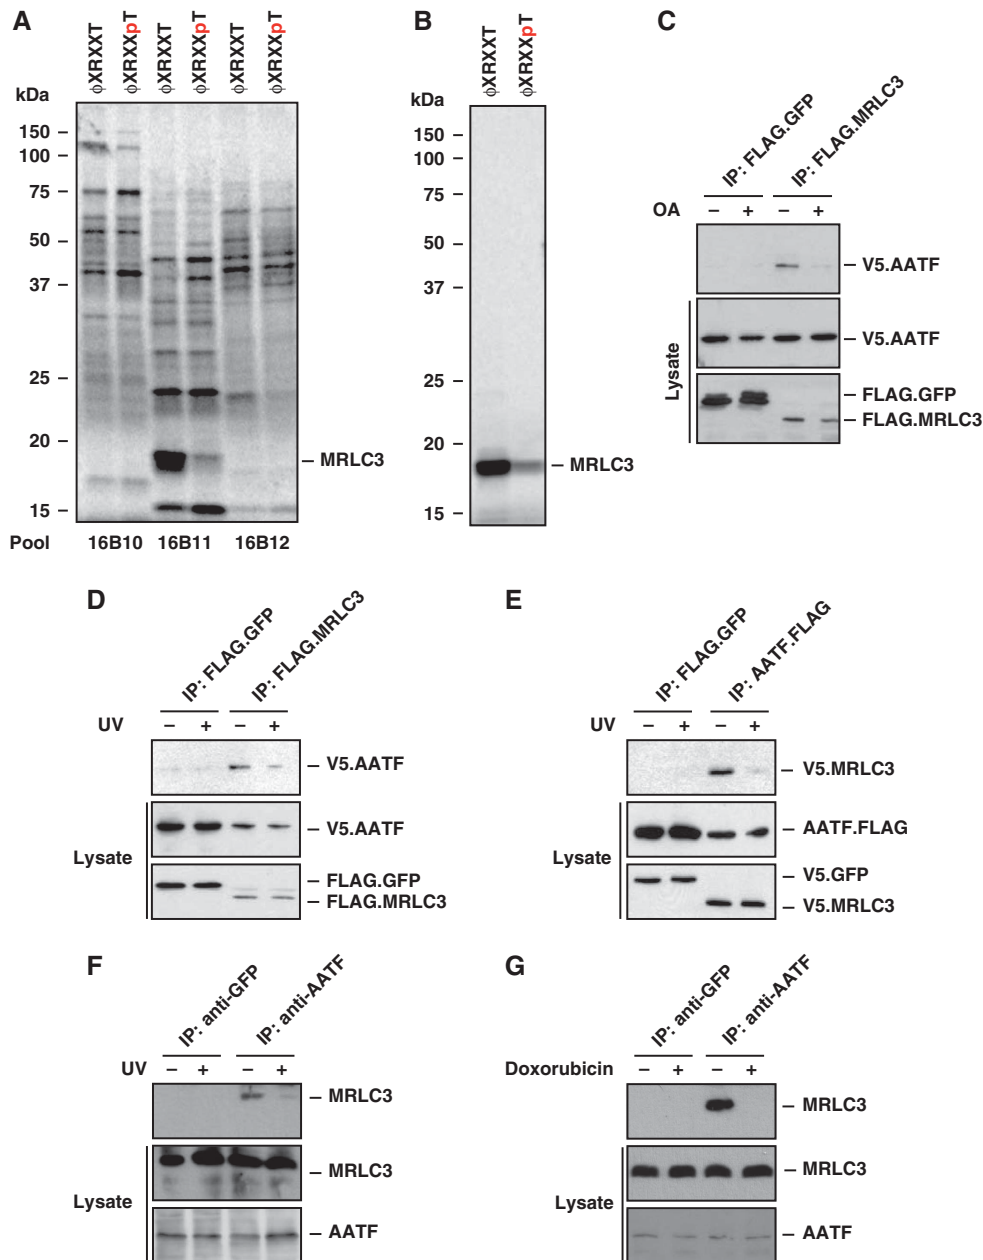 A
ϕXRXXT
ϕXRXXpT
ϕXRXXT
ϕXRXXpT
ϕXRXXT
ϕXRXXpT
kDa
150
100
75
50
37
25
20
15
MRLC3
Pool 16B10 16B11 16B12
B
ϕXRXXT
ϕXRXXpT
kDa
150
100
75
50
37
25
20
15
MRLC3
C
IP: FLAG.GFP
IP: FLAG.MRLC3
OA – + – +
V5.AATF
Lysate
V5.AATF
FLAG.GFP
FLAG.MRLC3
D
IP: FLAG.GFP
IP: FLAG.MRLC3
UV – + – +
V5.AATF
Lysate
V5.AATF
FLAG.GFP
FLAG.MRLC3
E
IP: FLAG.GFP
IP: AATF.FLAG
UV – + – +
V5.MRLC3
Lysate
AATF.FLAG
V5.GFP
V5.MRLC3
F
IP: anti-GFP
IP: anti-AATF
UV – + – +
MRLC3
Lysate
MRLC3
AATF
G
IP: anti-GFP
IP: anti-AATF
Doxorubicin – + – +
MRLC3
Lysate
MRLC3
AATF